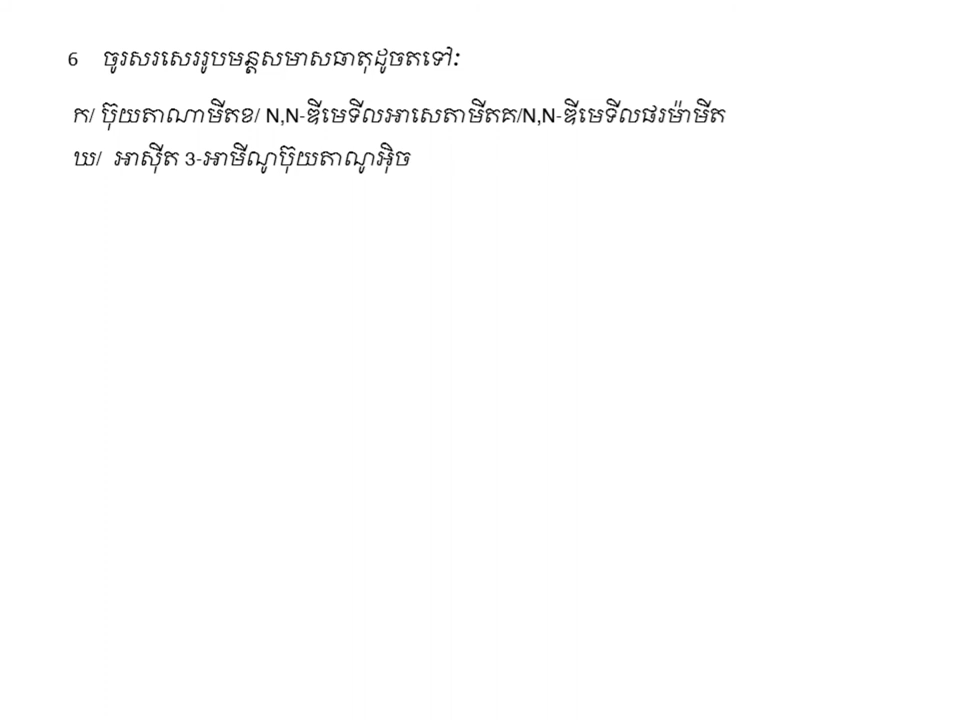 6 ចូរសរសេររូបមន្តសមាសធាតុដូចតទៅៈ
ក/ ប៊ុយតាណាមីតខ/ N,N-ឌីមេទីលអាសេតាមីតគ/N,N-ឌីមេទីលផរម៉ាមីត
ឃ/ អាស៊ីត 3-អាមីណូប៊ុយតាណូអ៊ិច